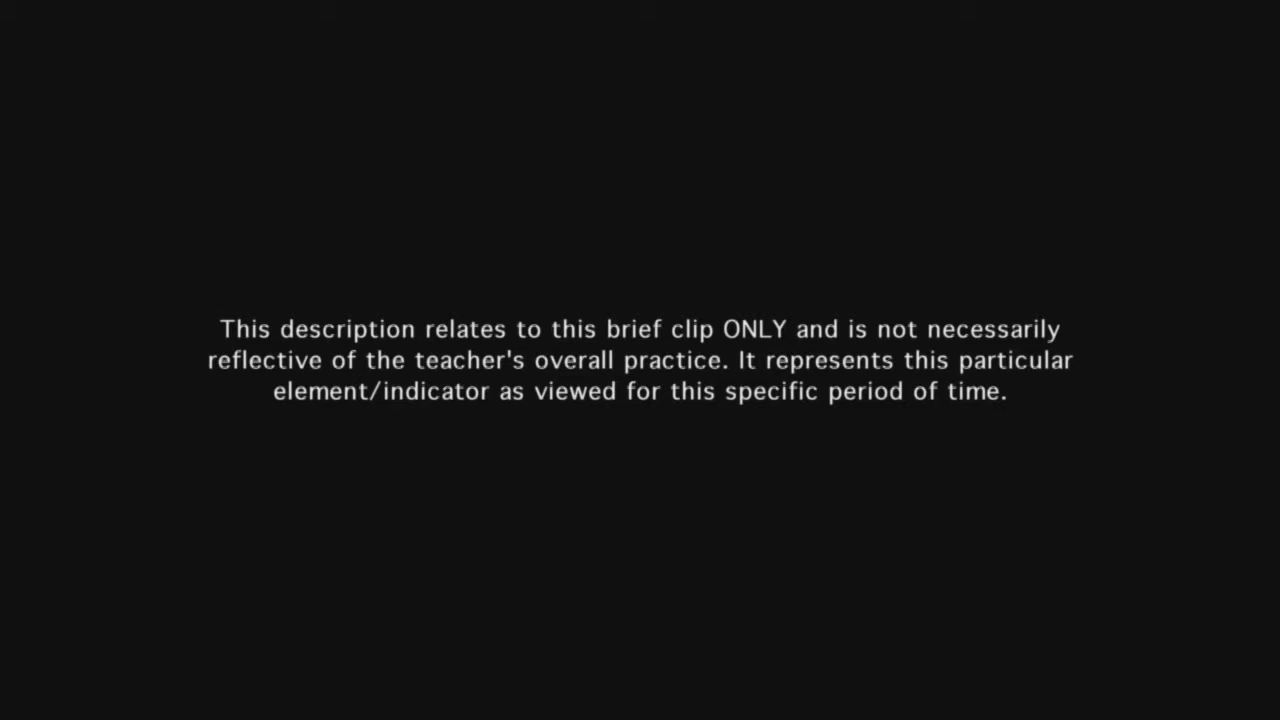 This description relates to this brief clip ONLY and is not necessarily
reflective of the teacher's overall practice. It represents this particular
element/indicator as viewed for this specific period of time.